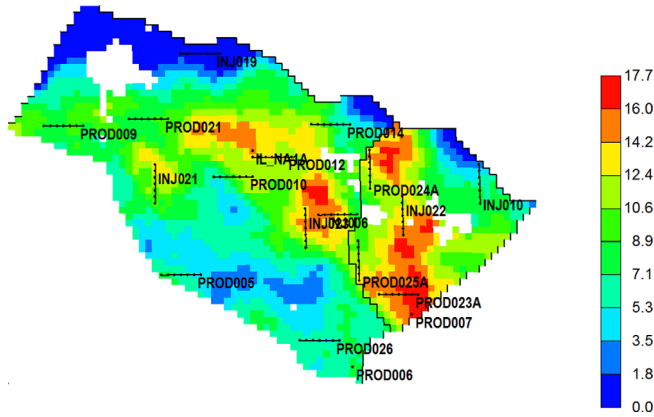 INJ019
PROD009
PROD021
PROD014
IL_NA1A
PROD012
PROD010
INJ021
PROD024A
INJ022
INJ010
INJ023
PROD005
PROD025A
PROD023A
PROD007
PROD026
PROD006
17.7
16.0
14.2
12.4
10.6
8.9
7.1
5.3
3.5
1.8
0.0